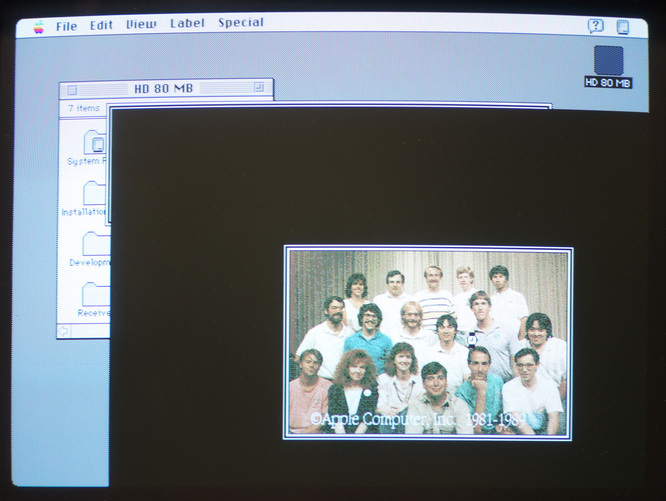 File Edit View Label Special
HD 80 MB
HD 80 MB
7 items
System
Installation
Developm
Receive
©Apple Computer, Inc. 1981-1989